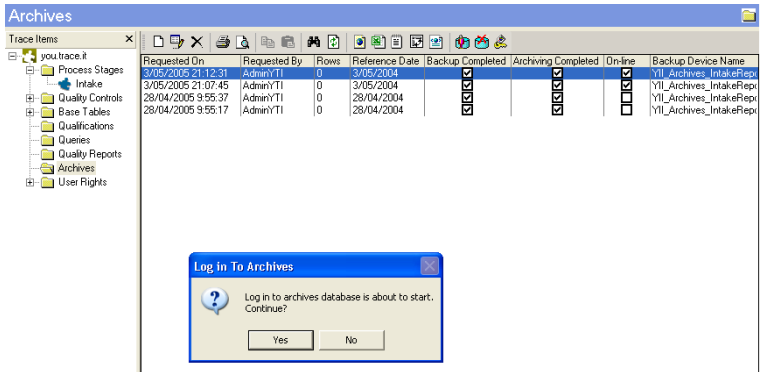 Archives
Trace Items
you.trace.it
Process Stages
Intake
Quality Controls
Base Tables
Qualifications
Queries
Quality Reports
Archives
User Rights
Requested On Requested By Rows Reference Date Backup Completed Archiving Completed On-line Backup Device Name
3/05/2005 21:12:31 AdminYTI 0 3/05/2004 YII_Archives_IntakeRepo
3/05/2005 21:07:45 AdminYTI 0 3/05/2004 YII_Archives_IntakeRepo
28/04/2005 9:55:37 AdminYTI 0 28/04/2004 YII_Archives_IntakeRepo
28/04/2005 9:55:17 AdminYTI 0 28/04/2004 YII_Archives_IntakeRepo
Log in To Archives
Log in to archives database is about to start.
Continue?
Yes No